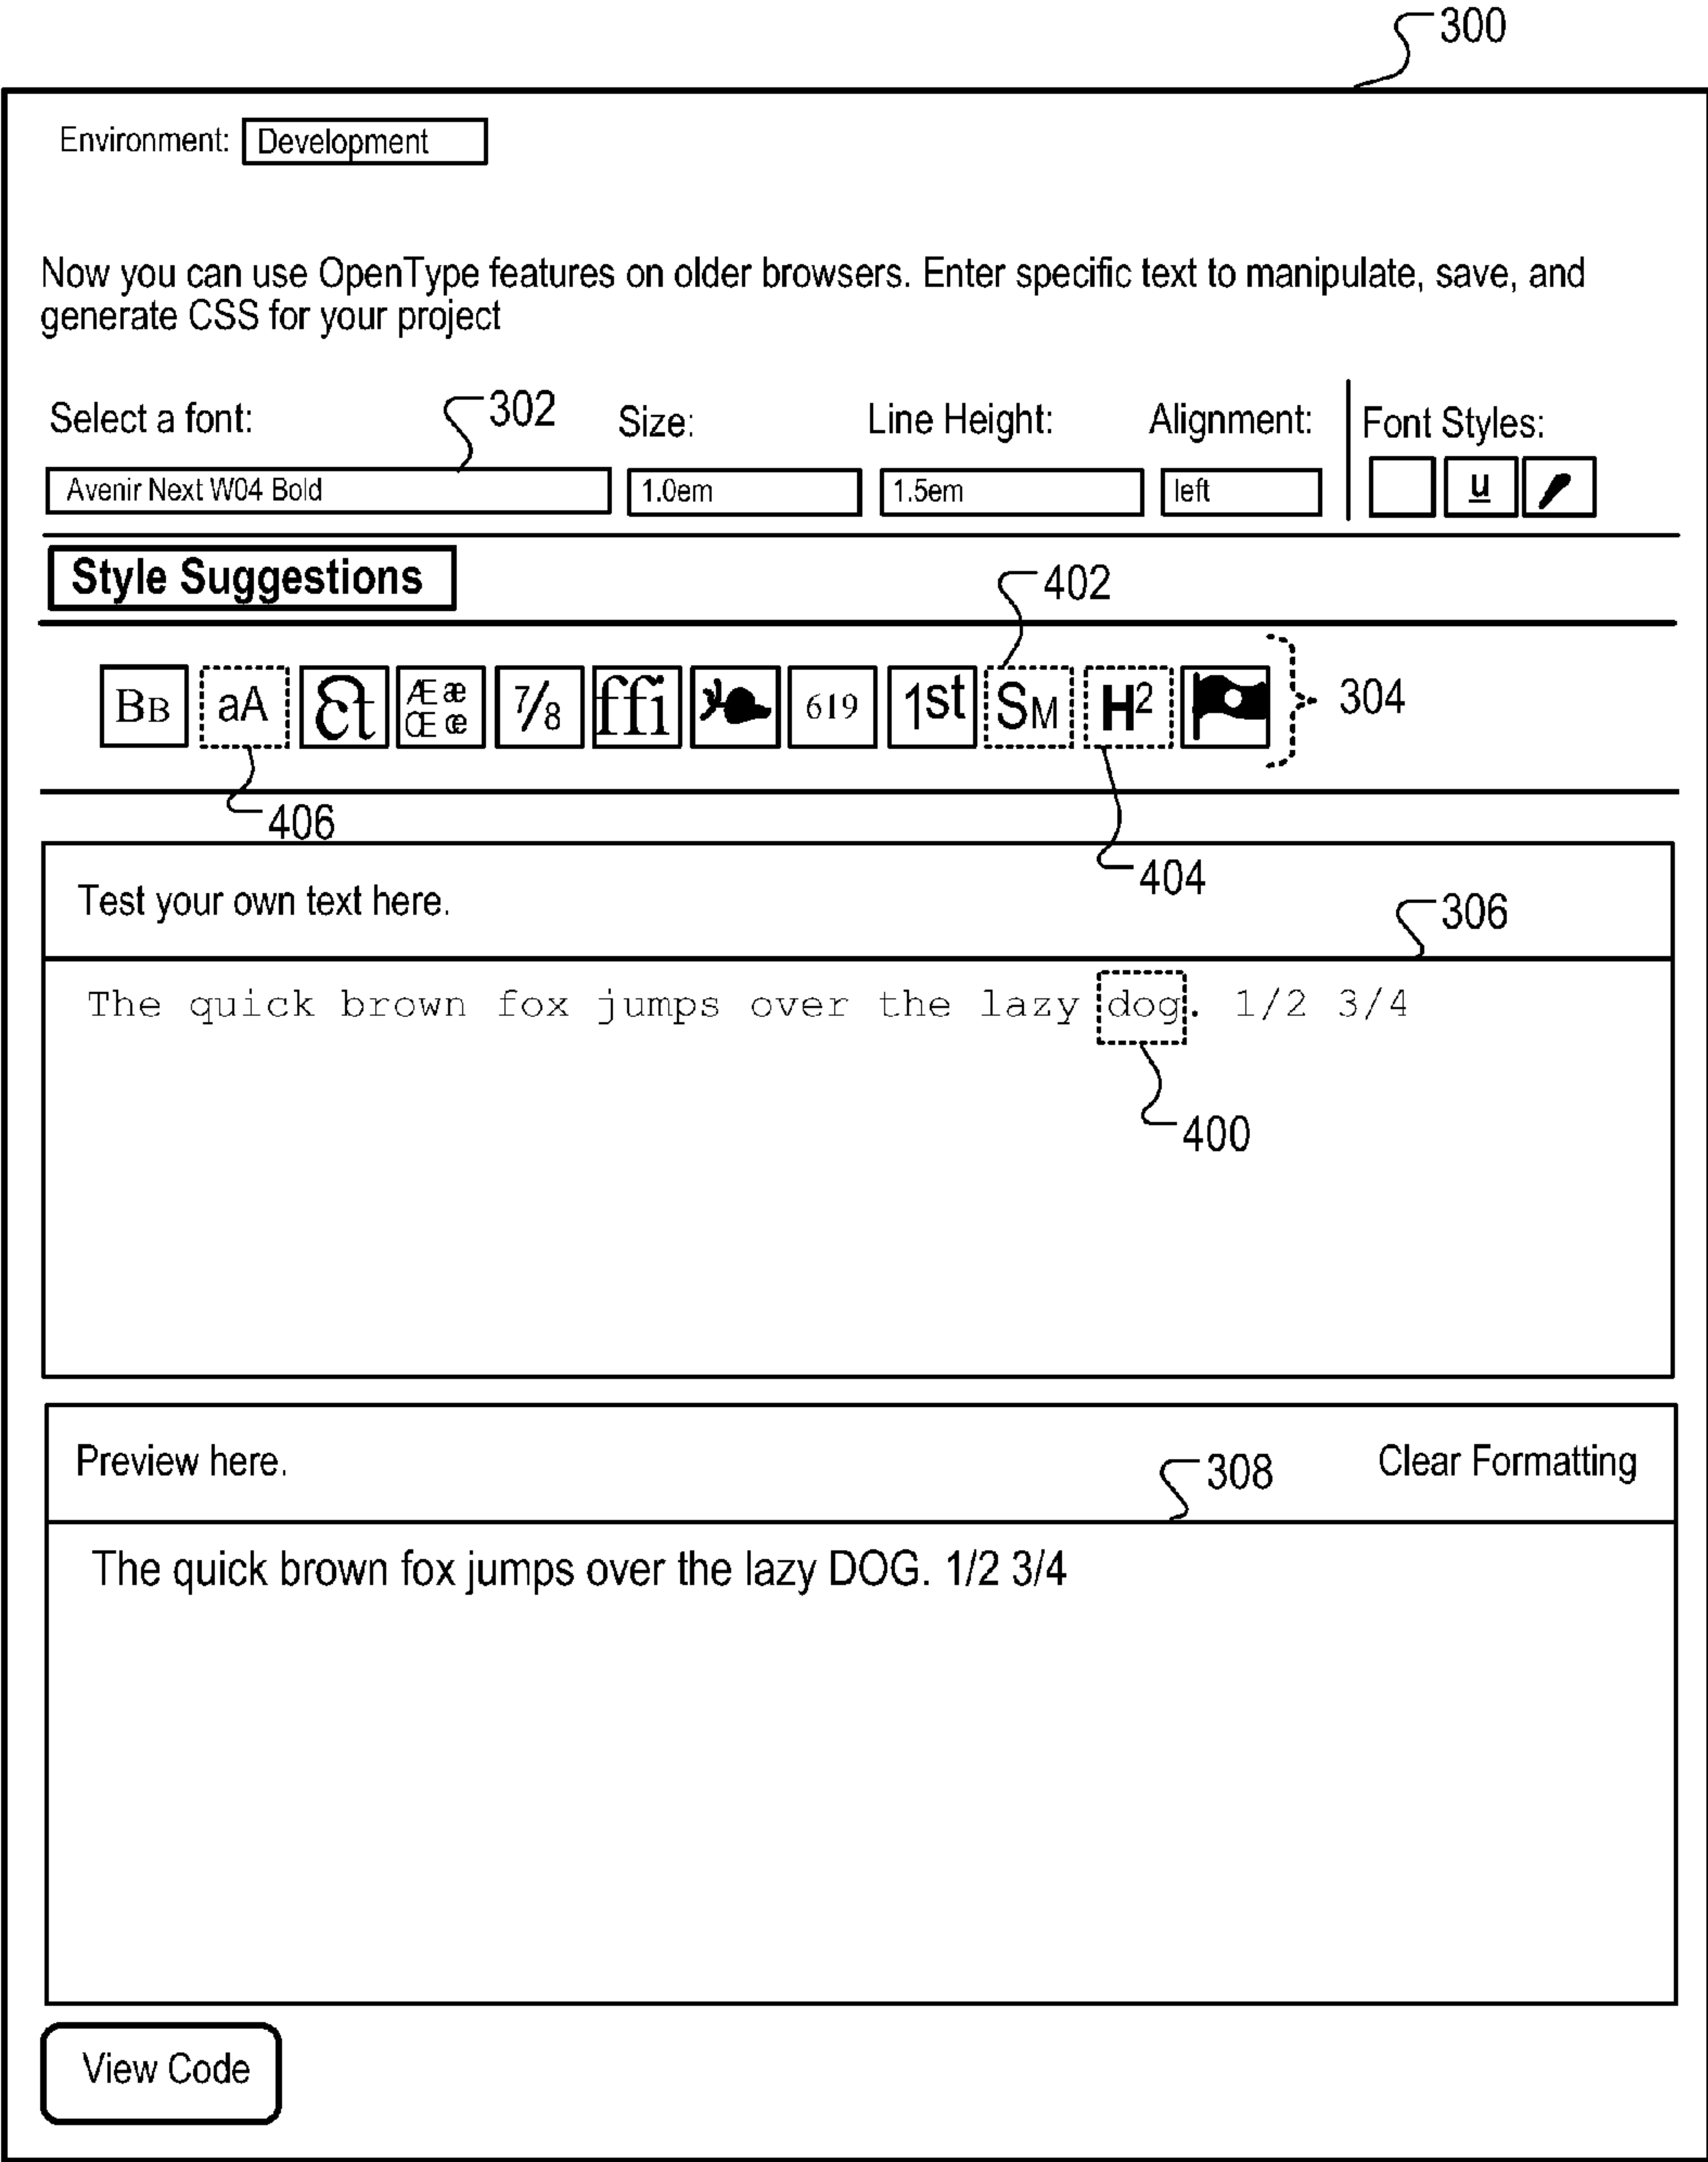 300
Environment: Development
Now you can use OpenType features on older browsers. Enter specific text to manipulate, save, and
generate CSS for your project
Select a font: 302 Size: Line Height: Alignment: Font Styles:
Avenir Next W04 Bold 1.0em 1.5em left u
Style Suggestions 402
BB aA st Æ æ Œ œ 7/8 ffi 619 1st SM H2 304
406
404
Test your own text here.
306
The quick brown fox jumps over the lazy dog. 1/2 3/4
400
Preview here. 308 Clear Formatting
The quick brown fox jumps over the lazy DOG. 1/2 3/4
View Code